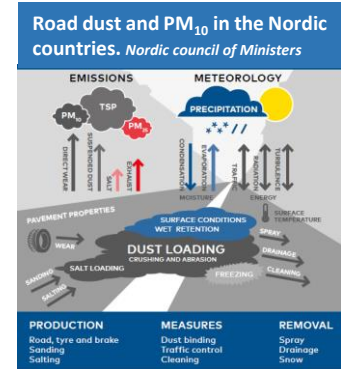 Road dust and PM10 in the Nordic
countries. Nordic council of Ministers
EMISSIONS
METEOROLOGY
TSP
PM10
PRECIPITATION
DIRECT WEAR
SUSPENDED DUST
SALT
EXHAUST
CONDENSATION
EVAPORATION
RADIATION
TURBULENCE
MOISTURE
ENERGY
PAVEMENT PROPERTIES
SURFACE
TEMPERATURE
SURFACE CONDITIONS
WET RETENTION
WEAR
SPRAY
DUST LOADING
CRUSHING AND ABRASION
DRAINAGE
SANDING
SALT LOADING
FREEZING
CLEANING
SALTING
PRODUCTION
MEASURES
REMOVAL
Road, tyre and brake
Dust binding
Spray
Sanding
Traffic control
Drainage
Salting
Cleaning
Snow